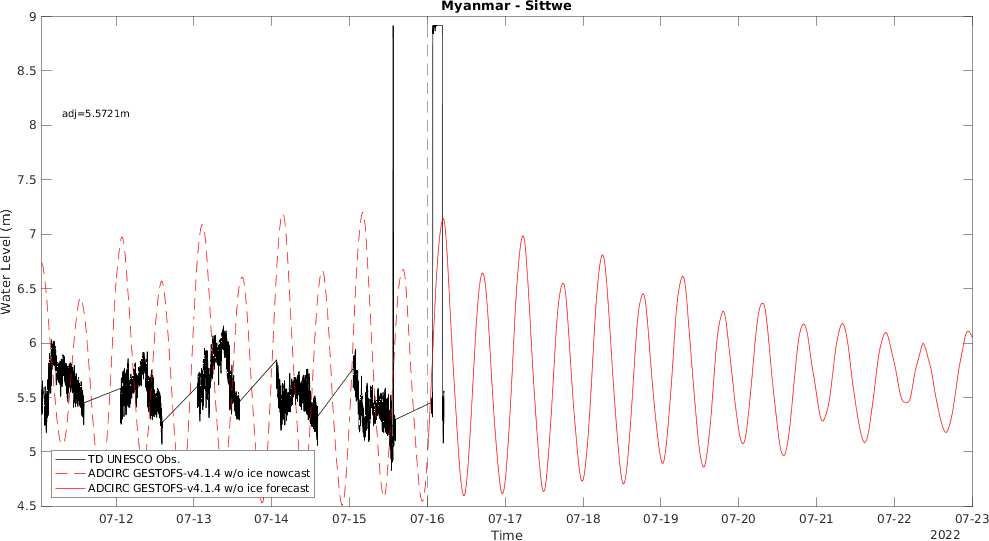 Myanmar - Sittwe
9
8.5
adj=5.5721m
8
7.5
7
6.5
6
5.5
5
4.5
Water Level (m)
TD UNESCO Obs.
ADCIRC GESTOFS-v4.1.4 w/o ice nowcast
ADCIRC GESTOFS-v4.1.4 w/o ice forecast
07-12 07-13 07-14 07-15 07-16 07-17 07-18 07-19 07-20 07-21 07-22 07-23
Time
2022